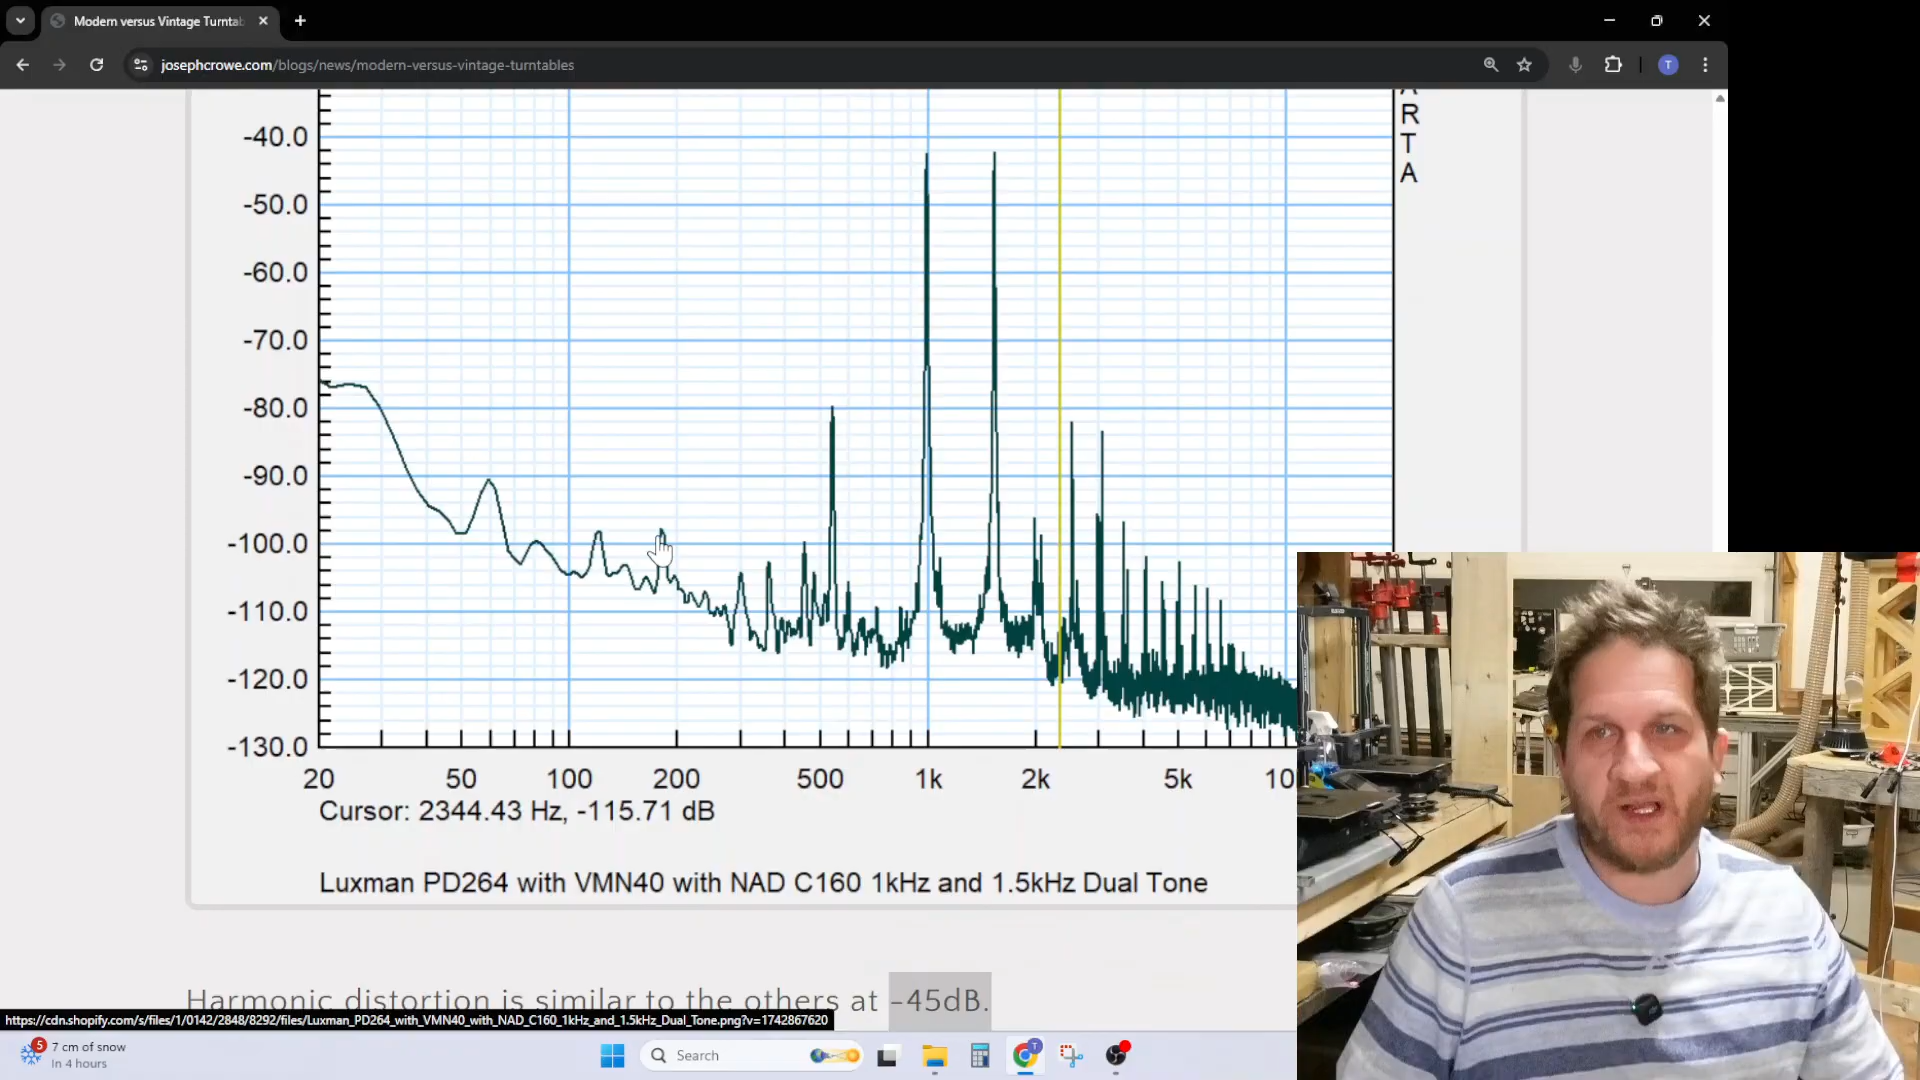 Modern versus Vintage Turntab
josephcrowe.com/blogs/news/modern-versus-vintage-turntables
A
R
T
A
-40.0
-50.0
-60.0
-70.0
-80.0
-90.0
-100.0
-110.0
-120.0
-130.0
20 50 100 200 500 1k 2k 5k 10
Cursor: 2344.43 Hz, -115.71 dB
Luxman PD264 with VMN40 with NAD C160 1kHz and 1.5kHz Dual Tone
Harmonic distortion is similar to the others at -45dB.
https://cdn.shopify.com/s/files/1/0142/2848/8292/files/Luxman_PD264_with_VMN40_with_NAD_C160_1kHz_and_1.5kHz_Dual_Tone.png?v=1742867620
5
7 cm of snow
In 4 hours
Search
T
T